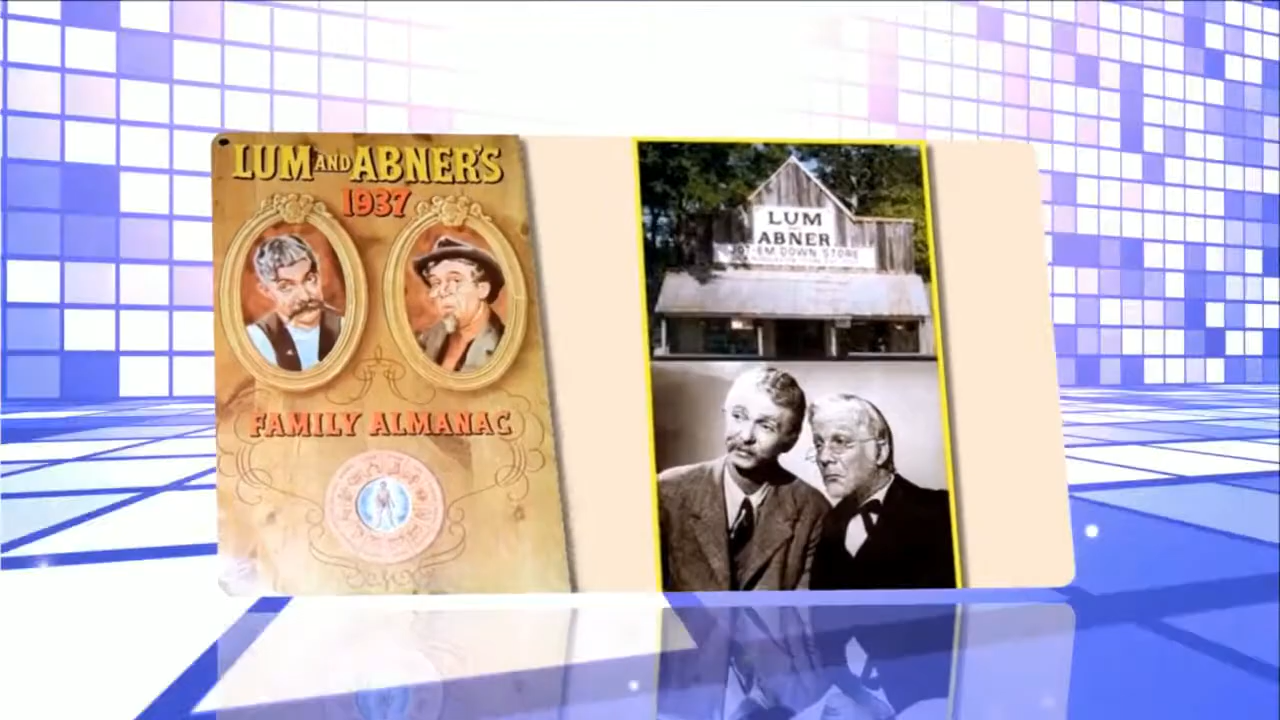 LUM AND ABNER'S
1937
FAMILY ALMANAC
LUM
ABNER
JOT-EM DOWN STORE